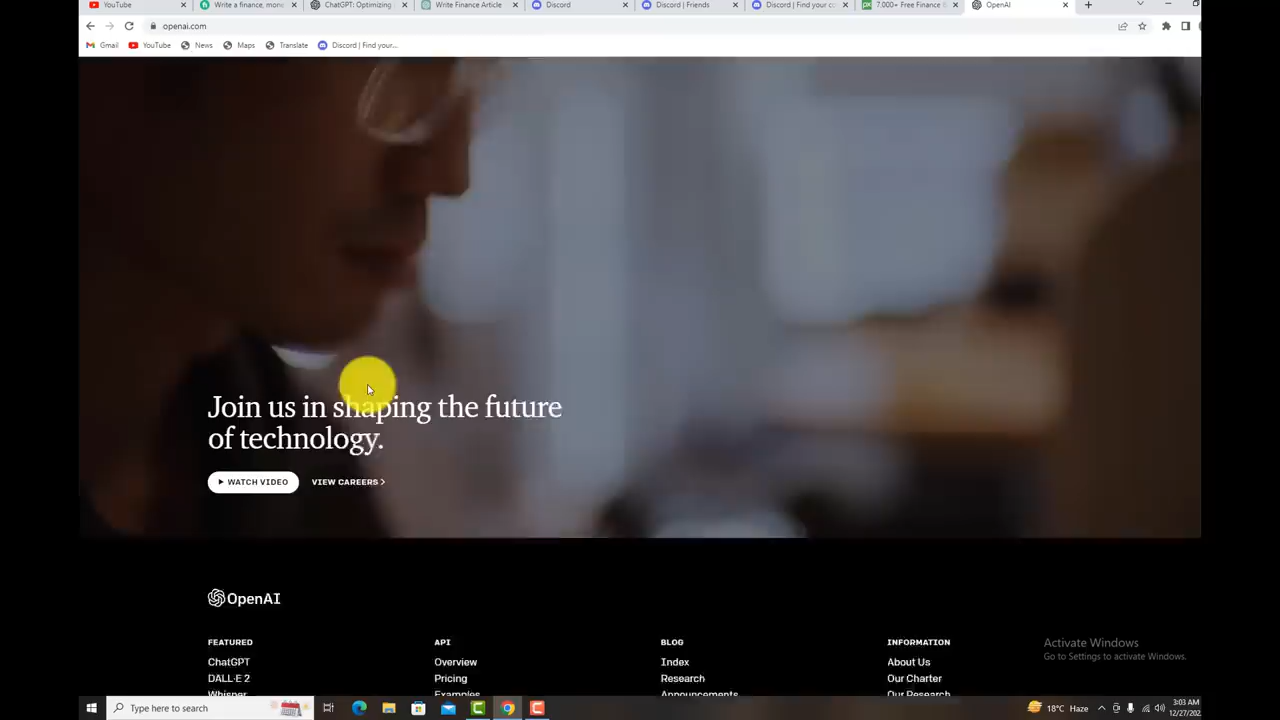 YouTube
Write a finance, mone
ChatGPT: Optimizing
Write Finance Article
Discord
Discord | Friends
Discord | Find your co
7.000+ Free Finance &
OpenAI
openai.com
Gmail
YouTube
News
Maps
Translate
Discord | Find your...
Join us in shaping the future
of technology.
WATCH VIDEO
VIEW CAREERS >
OpenAI
FEATURED
API
BLOG
INFORMATION
ChatGPT
Overview
Index
About Us
DALL·E 2
Pricing
Research
Our Charter
Whisper
Examples
Announcements
Our Research
Activate Windows
Go to Settings to activate Windows.
Type here to search
18°C Haze
3:03 AM
12/27/202